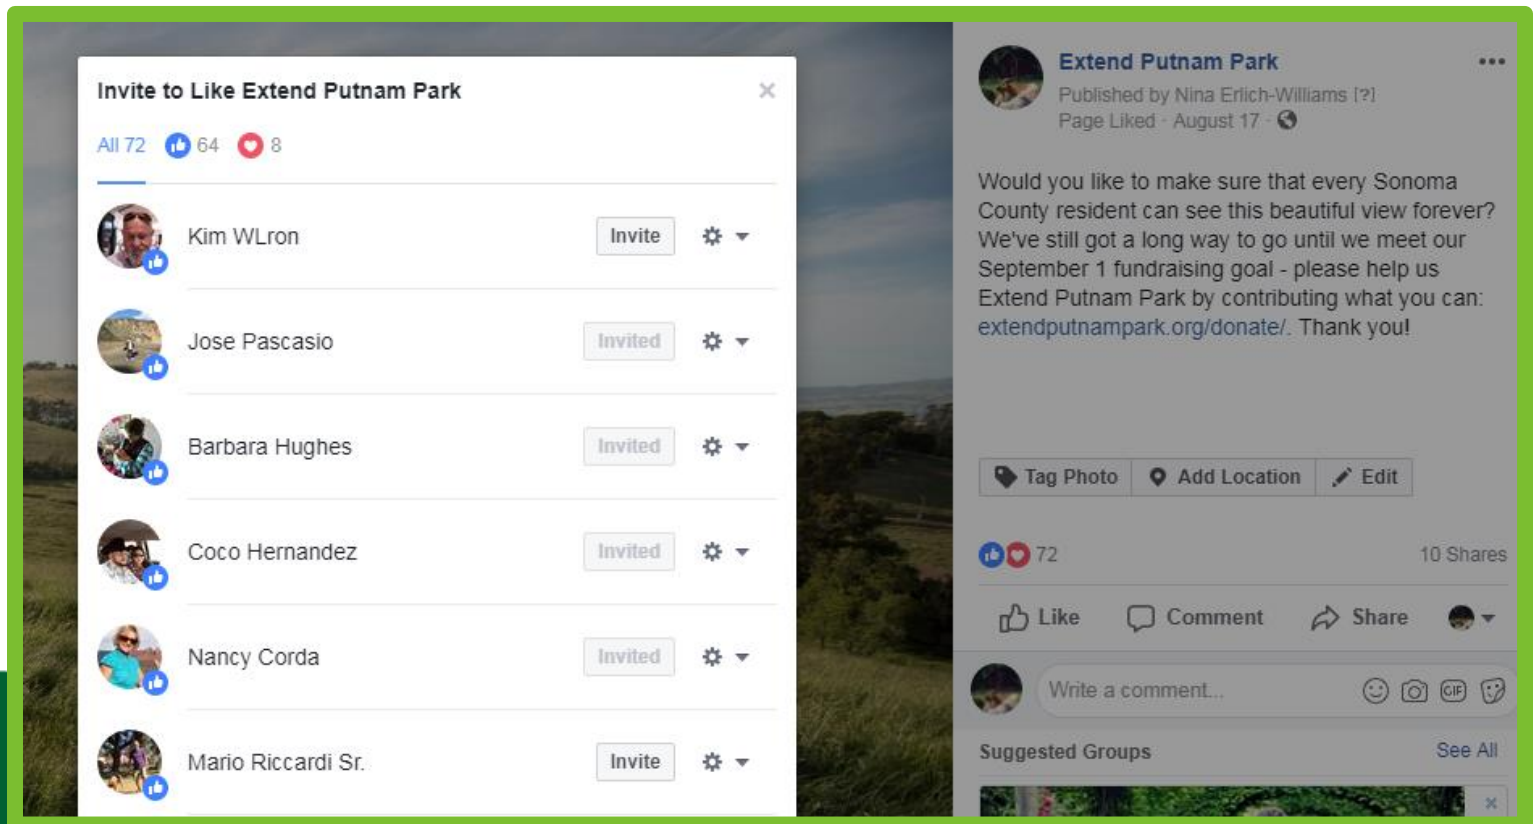 Invite to Like Extend Putnam Park
All 72 64 8
Kim WLron Invite
Jose Pascasio Invited
Barbara Hughes Invited
Coco Hernandez Invited
Nancy Corda Invited
Mario Riccardi Sr. Invite
Extend Putnam Park
Published by Nina Erlich-Williams [?]
Page Liked · August 17 ·
Would you like to make sure that every Sonoma
County resident can see this beautiful view forever?
We've still got a long way to go until we meet our
September 1 fundraising goal - please help us
Extend Putnam Park by contributing what you can:
extendputnampark.org/donate/. Thank you!
Tag Photo Add Location Edit
72 10 Shares
Like Comment Share
Write a comment... GIF
Suggested Groups See All